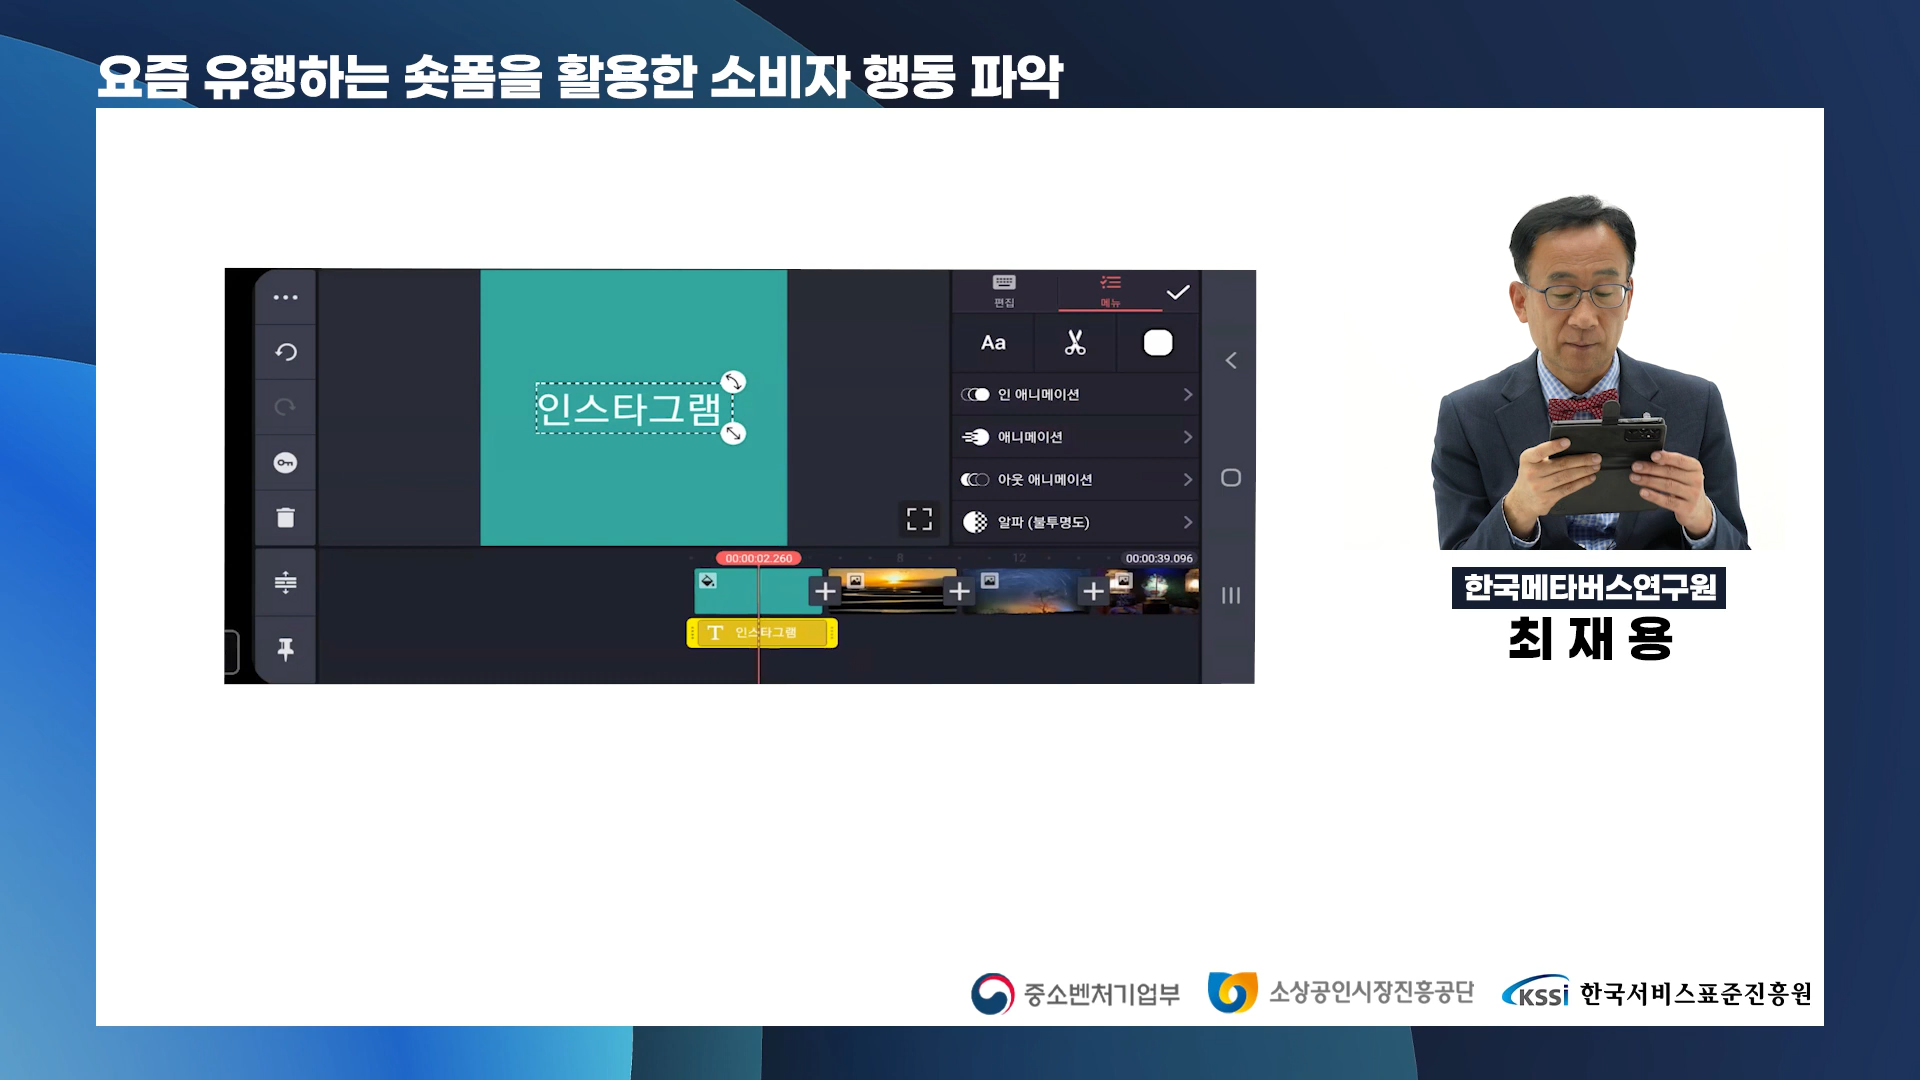 요즘 유행하는 숏폼을 활용한 소비자 행동 파악
편집
메뉴
Aa
인 애니메이션
애니메이션
아웃 애니메이션
알파 (불투명도)
인스타그램
00:00:02.260
8
12
00:00:39.096
T 인스타그램
한국메타버스연구원
최재용
중소벤처기업부
소상공인시장진흥공단
KSSi 한국서비스표준진흥원